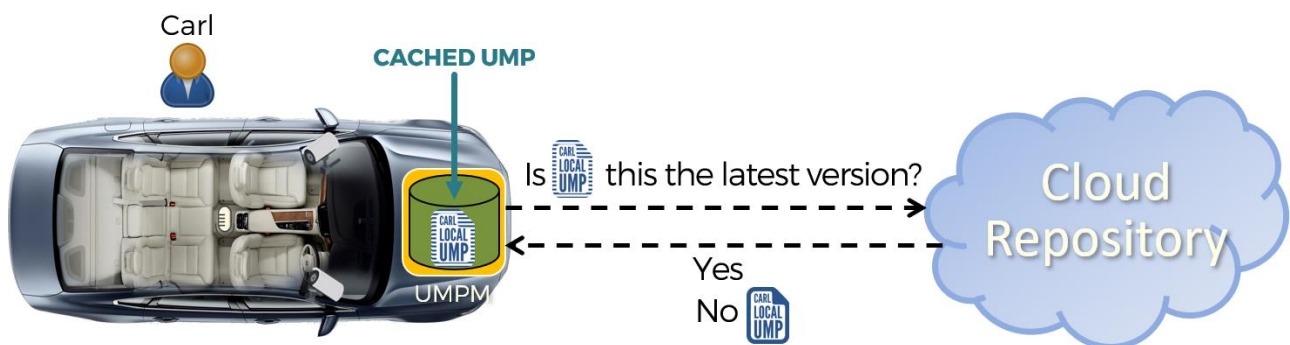 Carl
CACHED UMP
Is CARL LOCAL UMP this the latest version?
CARL LOCAL UMP
UMPM
Yes
No CARL LOCAL UMP
Cloud
Repository